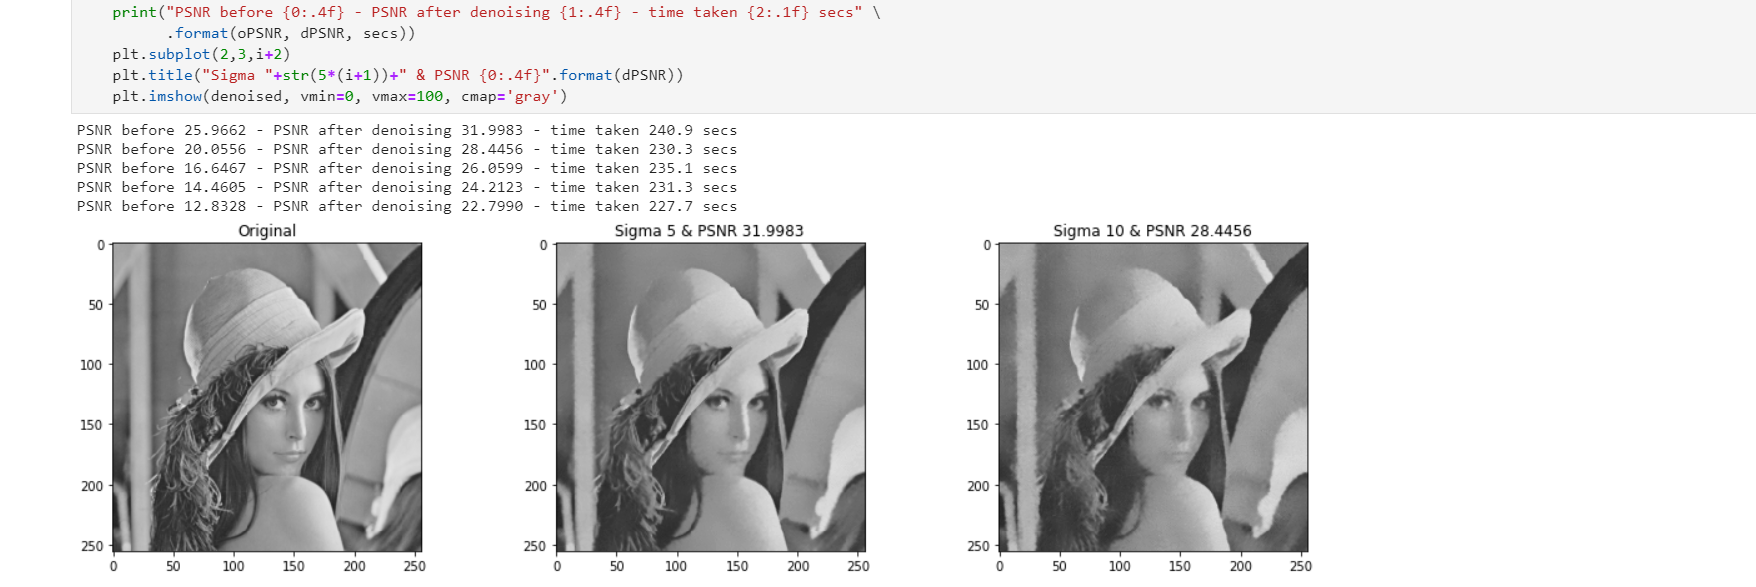 print("PSNR before {0:.4f} - PSNR after denoising {1:.4f} - time taken {2:.1f} secs" \
.format(oPSNR, dPSNR, secs))
plt.subplot(2,3,i+2)
plt.title("Sigma "+str(5*(i+1))+" & PSNR {0:.4f}".format(dPSNR))
plt.imshow(denoised, vmin=0, vmax=100, cmap='gray')
PSNR before 25.9662 - PSNR after denoising 31.9983 - time taken 240.9 secs
PSNR before 20.0556 - PSNR after denoising 28.4456 - time taken 230.3 secs
PSNR before 16.6467 - PSNR after denoising 26.0599 - time taken 235.1 secs
PSNR before 14.4605 - PSNR after denoising 24.2123 - time taken 231.3 secs
PSNR before 12.8328 - PSNR after denoising 22.7990 - time taken 227.7 secs
Original
0
50
100
150
200
250
0 50 100 150 200 250
Sigma 5 & PSNR 31.9983
0
50
100
150
200
250
0 50 100 150 200 250
Sigma 10 & PSNR 28.4456
0
50
100
150
200
250
0 50 100 150 200 250